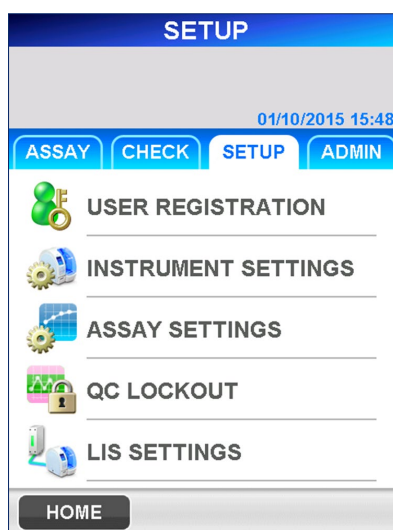 SETUP
01/10/2015 15:48
ASSAY CHECK SETUP ADMIN
USER REGISTRATION
INSTRUMENT SETTINGS
ASSAY SETTINGS
QC LOCKOUT
LIS SETTINGS
HOME